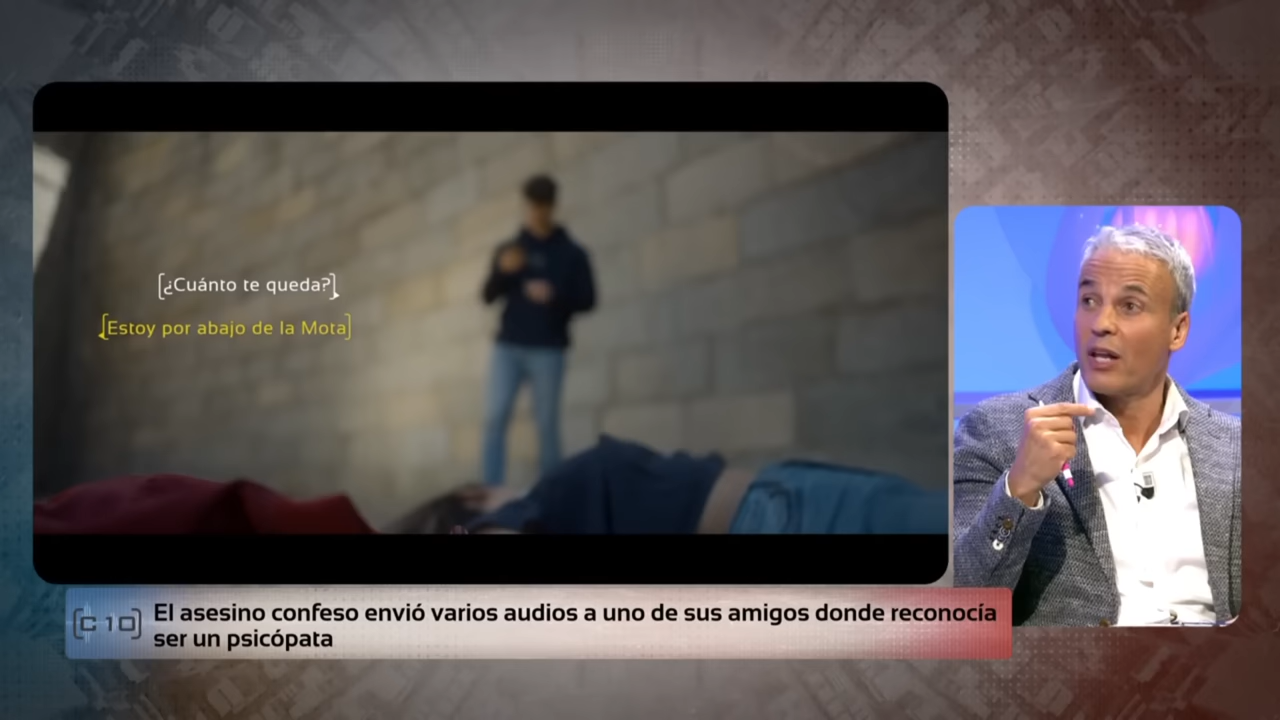 [¿Cuánto te queda?]
[Estoy por abajo de la Mota]
[C 10] El asesino confeso envió varios audios a uno de sus amigos donde reconocía
ser un psicópata